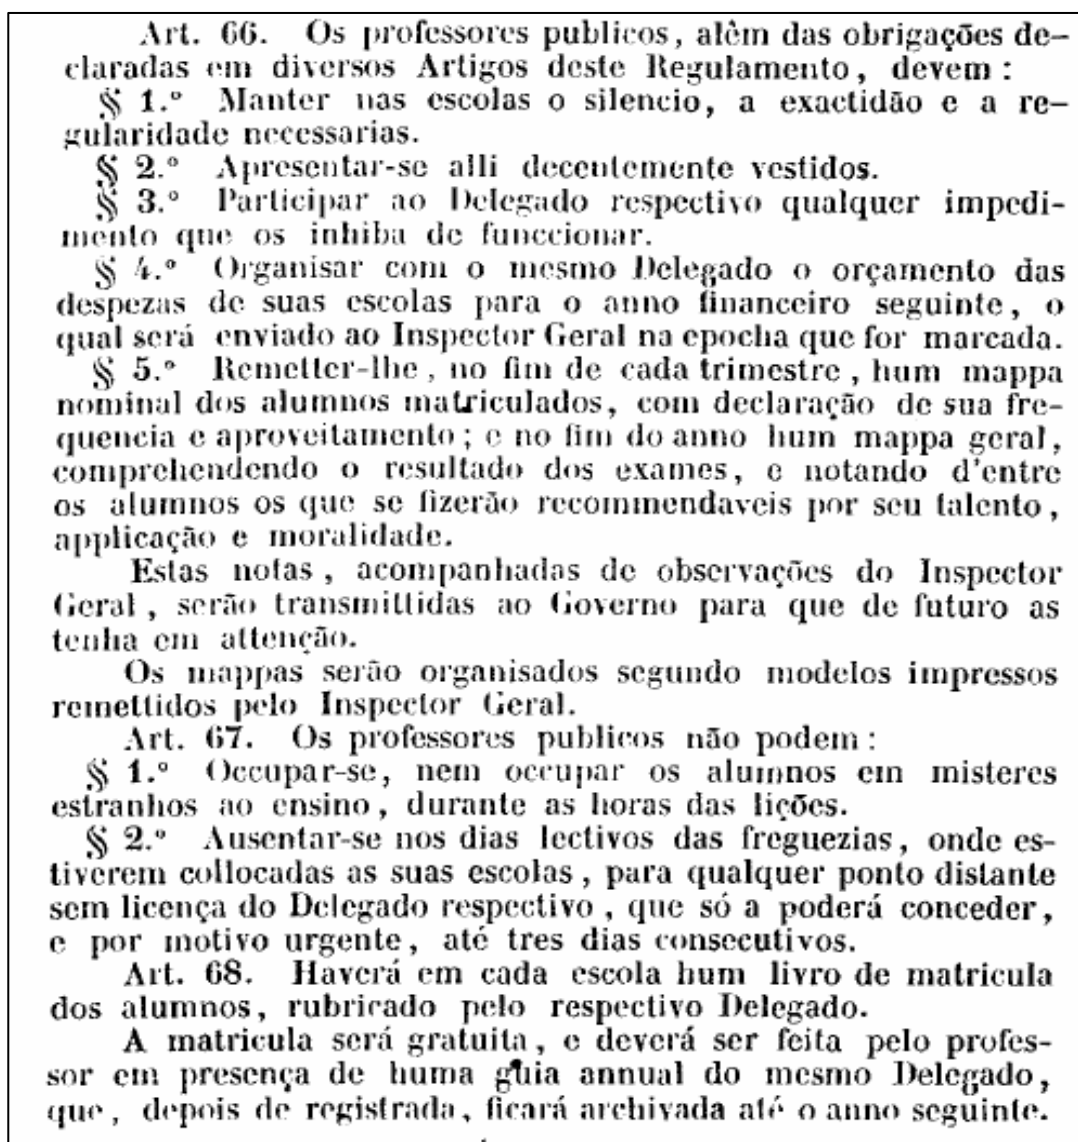 Art. 66. Os professores publicos, alêm das obrigações de-
claradas em diversos Artigos deste Regulamento, devem:
§ 1.º Manter nas escolas o silencio, a exactidão e a re-
gularidade necessarias.
§ 2.º Apresentar-se alli decentemente vestidos.
§ 3.º Participar ao Delegado respectivo qualquer impedi-
mento que os inhiba de funccionar.
§ 4.º Organisar com o mesmo Delegado o orçamento das
despezas de suas escolas para o anno financeiro seguinte, o
qual será enviado ao Inspector Geral na epocha que for marcada.
§ 5.º Remetter-lhe, no fim de cada trimestre, hum mappa
nominal dos alumnos matriculados, com declaração de sua fre-
quencia e aproveitamento; e no fim do anno hum mappa geral,
comprehendendo o resultado dos exames, e notando d'entre
os alumnos os que se fizerão recommendaveis por seu talento,
applicação e moralidade.
Estas notas, acompanhadas de observações do Inspector
Geral, serão transmittidas ao Governo para que de futuro as
tenha em attenção.
Os mappas serão organisados segundo modelos impressos
remettidos pelo Inspector Geral.
Art. 67. Os professores publicos não podem:
§ 1.º Occupar-se, nem occupar os alumnos em misteres
estranhos ao ensino, durante as horas das lições.
§ 2.º Ausentar-se nos dias lectivos das freguezias, onde es-
tiverem collocadas as suas escolas, para qualquer ponto distante
sem licença do Delegado respectivo, que só a poderá conceder,
e por motivo urgente, até tres dias consecutivos.
Art. 68. Haverá em cada escola hum livro de matricula
dos alumnos, rubricado pelo respectivo Delegado.
A matricula será gratuita, e deverá ser feita pelo profes-
sor em presença de huma guia annual do mesmo Delegado,
que, depois de registrada, ficará archivada até o anno seguinte.